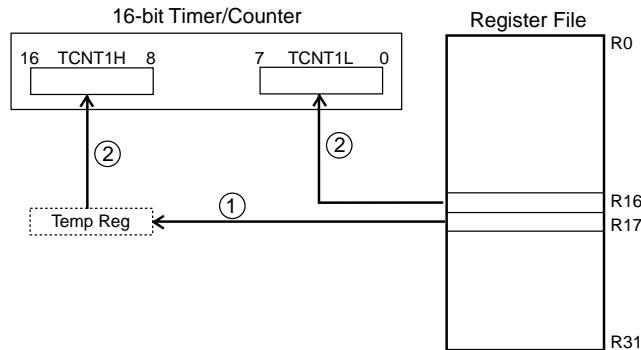 16-bit Timer/Counter
Register File
R0
16 TCNT1H 8
7 TCNT1L 0
②
②
R16
①
Temp Reg
R17
R31